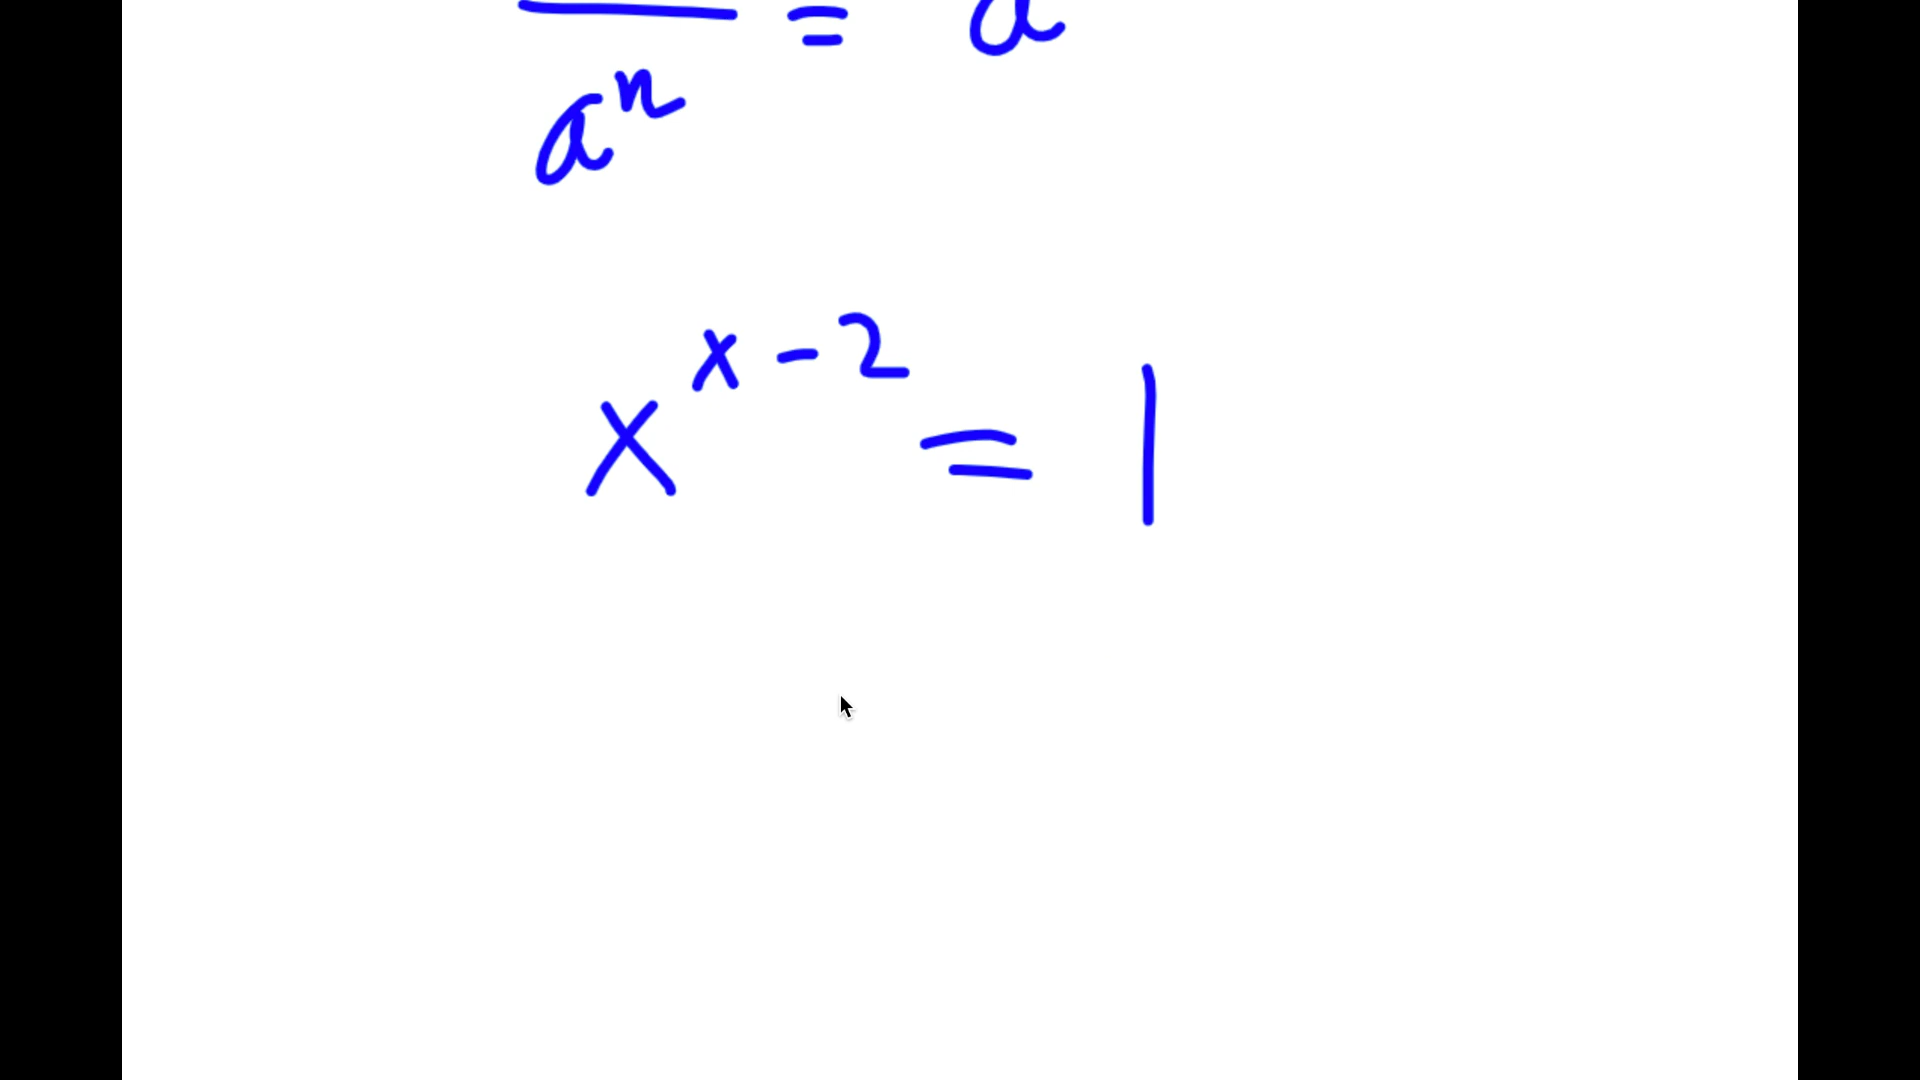 = a
aⁿ
x^(x-2) = 1